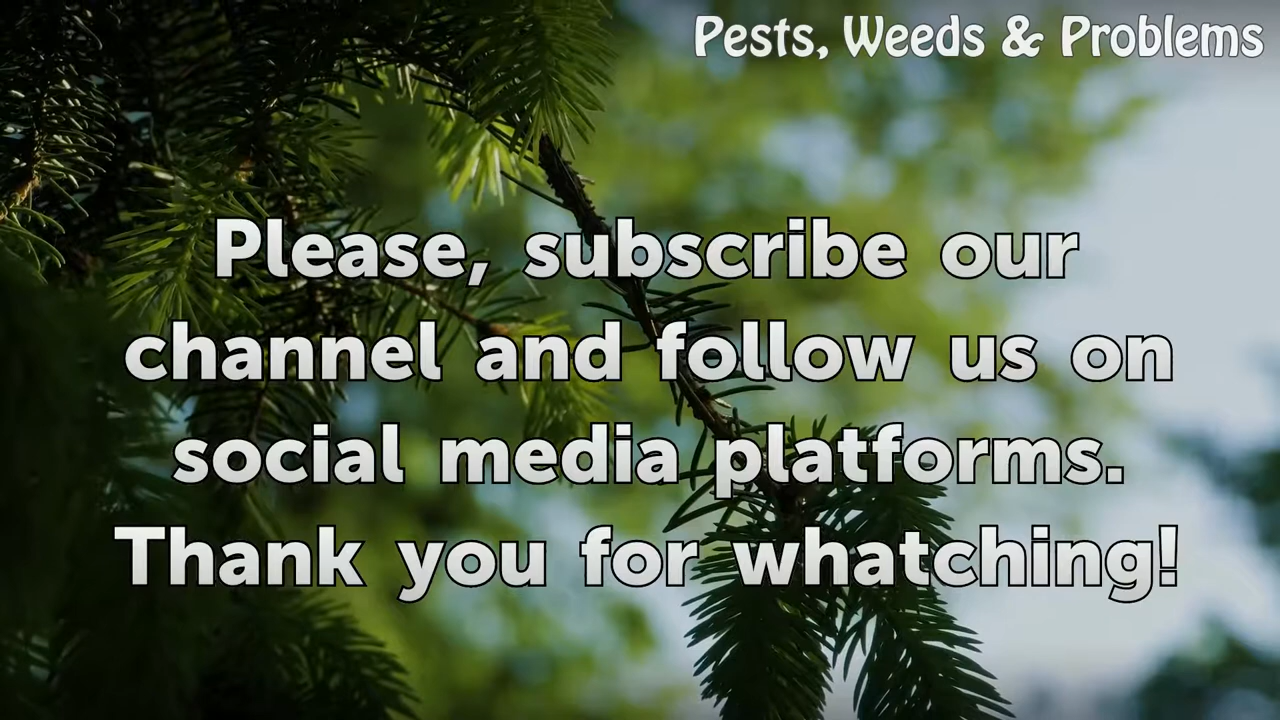 Pests, Weeds & Problems
Please, subscribe our
channel and follow us on
social media platforms.
Thank you for whatching!